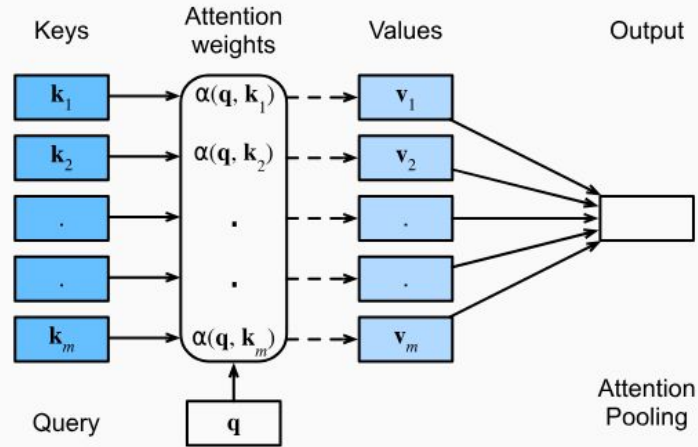 Keys
Attention
weights
Values
Output
k1
α(q, k1)
v1
k2
α(q, k2)
v2
.
.
.
.
.
.
km
α(q, km)
vm
Query
q
Attention
Pooling